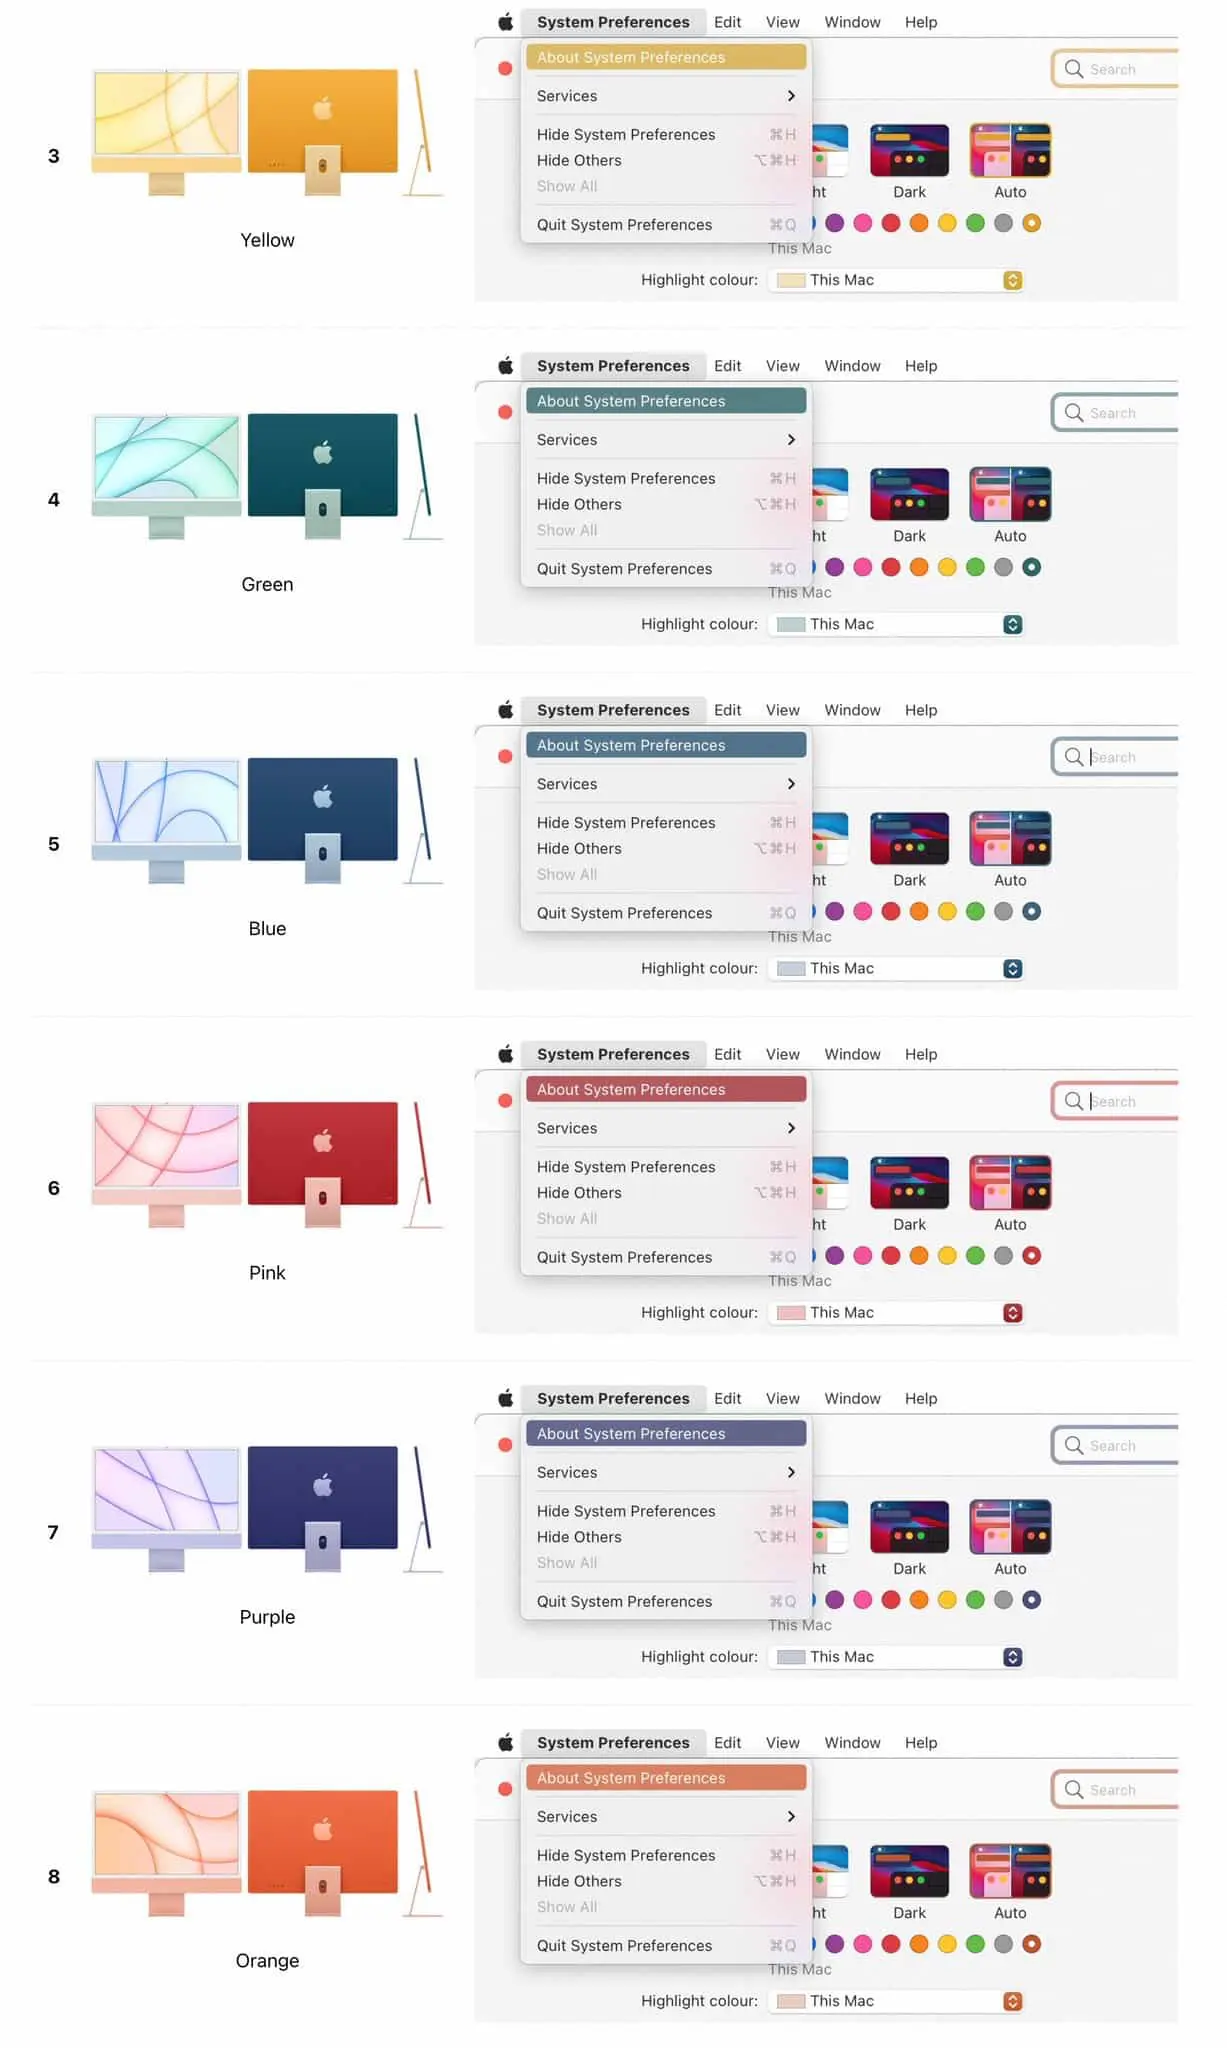 System Preferences Edit View Window Help
About System Preferences
Search
Services
Hide System Preferences ⌘H
3
Hide Others ⌥⌘H
Show All
ht Dark Auto
Quit System Preferences ⌘Q
Yellow
This Mac
Highlight colour: This Mac
System Preferences Edit View Window Help
About System Preferences
Search
Services
Hide System Preferences ⌘H
4
Hide Others ⌥⌘H
Show All
ht Dark Auto
Quit System Preferences ⌘Q
Green
This Mac
Highlight colour: This Mac
System Preferences Edit View Window Help
About System Preferences
Search
Services
Hide System Preferences ⌘H
5
Hide Others ⌥⌘H
Show All
ht Dark Auto
Quit System Preferences ⌘Q
Blue
This Mac
Highlight colour: This Mac
System Preferences Edit View Window Help
About System Preferences
Search
Services
Hide System Preferences ⌘H
6
Hide Others ⌥⌘H
Show All
ht Dark Auto
Quit System Preferences ⌘Q
Pink
This Mac
Highlight colour: This Mac
System Preferences Edit View Window Help
About System Preferences
Search
Services
Hide System Preferences ⌘H
7
Hide Others ⌥⌘H
Show All
ht Dark Auto
Quit System Preferences ⌘Q
Purple
This Mac
Highlight colour: This Mac
System Preferences Edit View Window Help
About System Preferences
Search
Services
Hide System Preferences ⌘H
8
Hide Others ⌥⌘H
Show All
ht Dark Auto
Quit System Preferences ⌘Q
Orange
This Mac
Highlight colour: This Mac